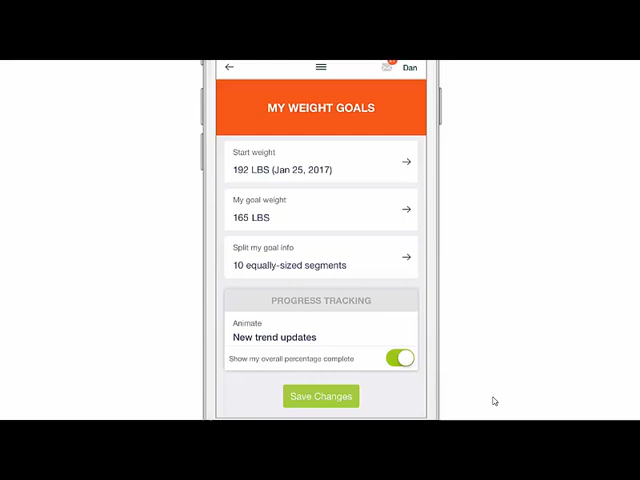 Dan
MY WEIGHT GOALS
Start weight
192 LBS (Jan 25, 2017)
My goal weight
165 LBS
Split my goal info
10 equally-sized segments
PROGRESS TRACKING
Animate
New trend updates
Show my overall percentage complete
Save Changes